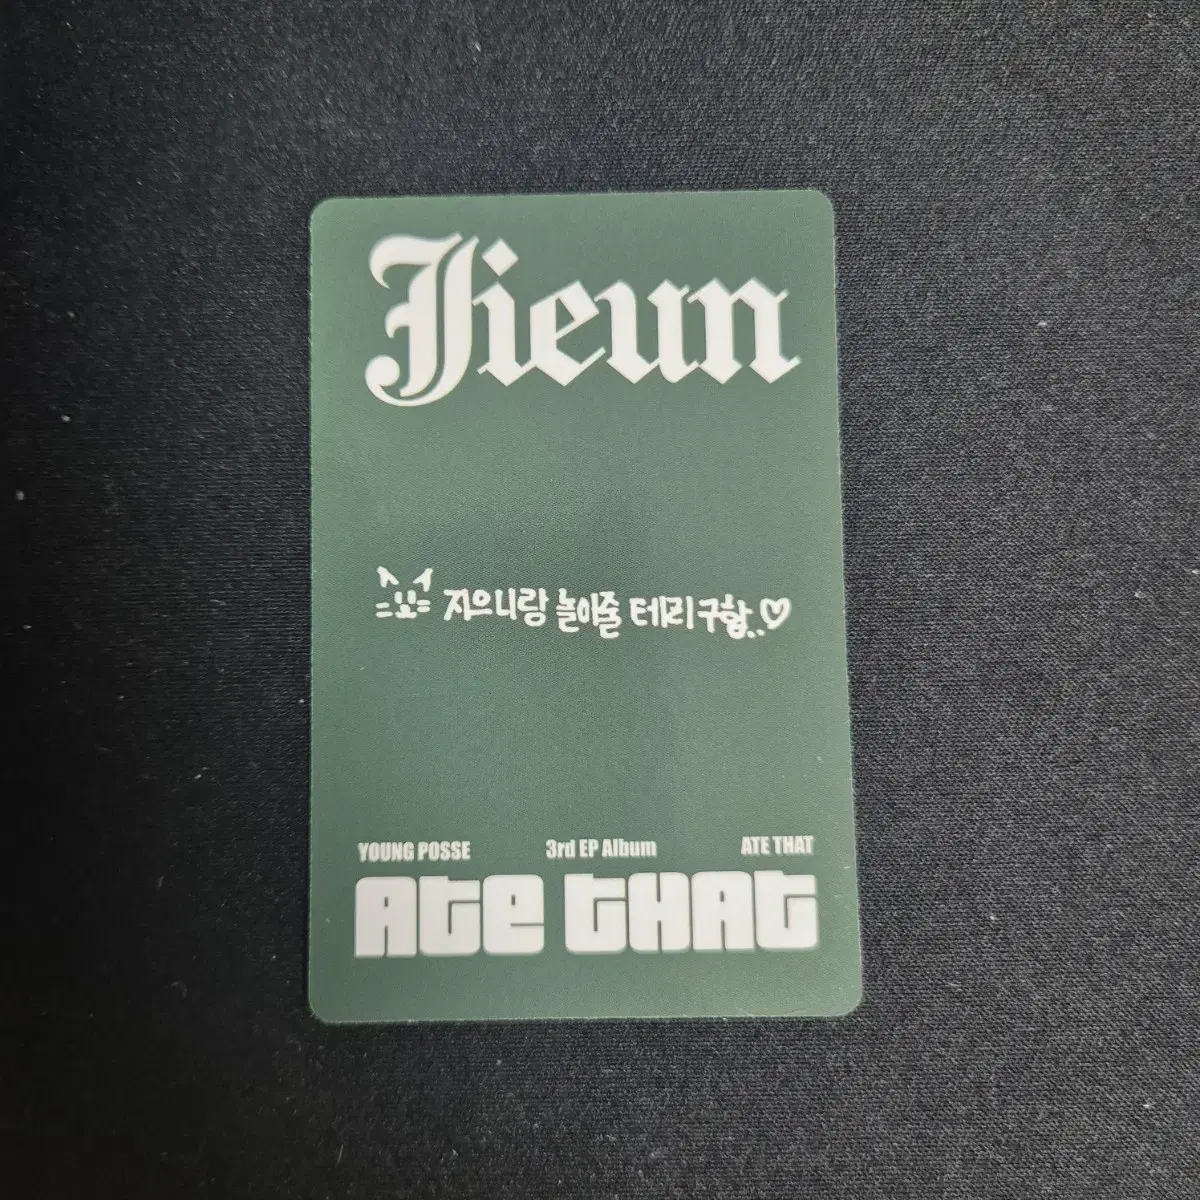 Jieun
지으니랑 놀아줄 테리 구함..♡
YOUNG POSSE 3rd EP Album ATE THAT
Ate tHAt